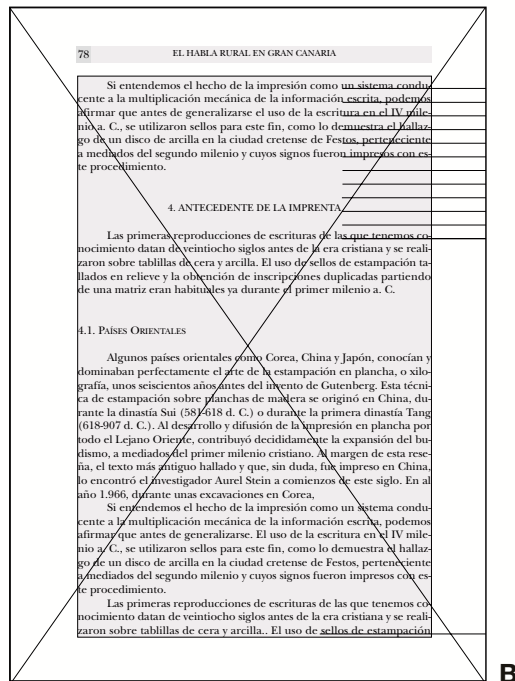 78 EL HABLA RURAL EN GRAN CANARIA
Si entendemos el hecho de la impresión como un sistema condu-
cente a la multiplicación mecánica de la información escrita, podemos
afirmar que antes de generalizarse el uso de la escritura en el IV mile-
nio a. C., se utilizaron sellos para este fin, como lo demuestra el hallaz-
go de un disco de arcilla en la ciudad cretense de Festos, perteneciente
a mediados del segundo milenio y cuyos signos fueron impresos con es-
te procedimiento.
4. ANTECEDENTE DE LA IMPRENTA
Las primeras reproducciones de escrituras de las que tenemos co-
nocimiento datan de veintiocho siglos antes de la era cristiana y se reali-
zaron sobre tablillas de cera y arcilla. El uso de sellos de estampación ta-
llados en relieve y la obtención de inscripciones duplicadas partiendo
de una matriz eran habituales ya durante el primer milenio a. C.
4.1. PAÍSES ORIENTALES
Algunos países orientales como Corea, China y Japón, conocían y
dominaban perfectamente el arte de la estampación en plancha, o xilo-
grafía, unos seiscientos años antes del invento de Gutenberg. Esta técni-
ca de estampación sobre planchas de madera se originó en China, du-
rante la dinastía Sui (581-618 d. C.) o durante la primera dinastía Tang
(618-907 d. C.). Al desarrollo y difusión de la impresión en plancha por
todo el Lejano Oriente, contribuyó decididamente la expansión del bu-
dismo, a mediados del primer milenio cristiano. Al margen de esta rese-
ña, el texto más antiguo hallado y que, sin duda, fue impreso en China,
lo encontró el investigador Aurel Stein a comienzos de este siglo. En al
año 1.966, durante unas excavaciones en Corea,
Si entendemos el hecho de la impresión como un sistema condu-
cente a la multiplicación mecánica de la información escrita, podemos
afirmar que antes de generalizarse. El uso de la escritura en el IV mile-
nio a. C., se utilizaron sellos para este fin, como lo demuestra el hallaz-
go de un disco de arcilla en la ciudad cretense de Festos, perteneciente
a mediados del segundo milenio y cuyos signos fueron impresos con es-
te procedimiento.
Las primeras reproducciones de escrituras de las que tenemos co-
nocimiento datan de veintiocho siglos antes de la era cristiana y se reali-
zaron sobre tablillas de cera y arcilla.. El uso de sellos de estampación
B